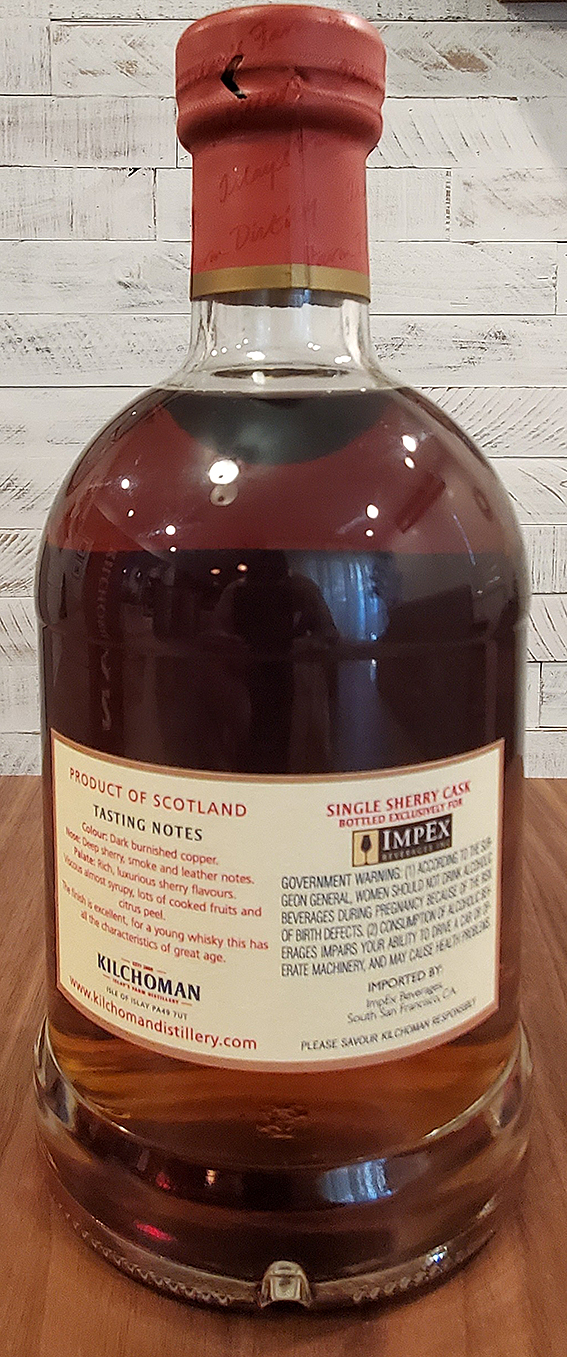 Islay's
Farm Distill
PRODUCT OF SCOTLAND
TASTING NOTES
Colour: Dark burnished copper.
Nose: Deep sherry, smoke and leather notes.
Palate: Rich, luxurious sherry flavours.
Viscous almost syrupy, lots of cooked fruits and
citrus peel.
The finish is excellent, for a young whisky this has
all the characteristics of great age.
KILCHOMAN
ISLAY'S FARM DISTILLERY
ISLE OF ISLAY PA49 7UT
www.kilchomandistillery.com
SINGLE SHERRY CASK
BOTTLED EXCLUSIVELY FOR
IMPEX
BEVERAGES INC
GOVERNMENT WARNING: (1) ACCORDING TO THE SUR-
GEON GENERAL, WOMEN SHOULD NOT DRINK ALCOHOLIC
BEVERAGES DURING PREGNANCY BECAUSE OF THE RISK
OF BIRTH DEFECTS. (2) CONSUMPTION OF ALCOHOLIC BEV-
ERAGES IMPAIRS YOUR ABILITY TO DRIVE A CAR OR OP-
ERATE MACHINERY, AND MAY CAUSE HEALTH PROBLEMS
IMPORTED BY:
ImpEx Beverages,
South San Francisco, CA
PLEASE SAVOUR KILCHOMAN RESPONSIBLY